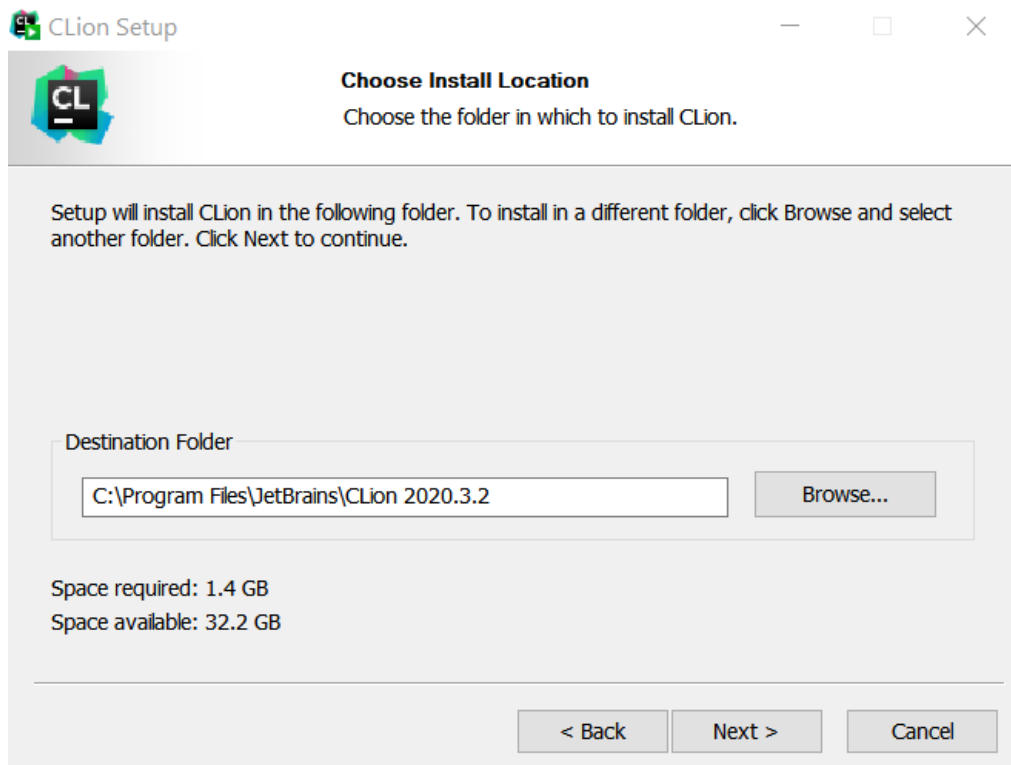 CLion Setup
CL
Choose Install Location
Choose the folder in which to install CLion.
Setup will install CLion in the following folder. To install in a different folder, click Browse and select
another folder. Click Next to continue.
Destination Folder
C:\Program Files\JetBrains\CLion 2020.3.2
Browse...
Space required: 1.4 GB
Space available: 32.2 GB
< Back Next > Cancel